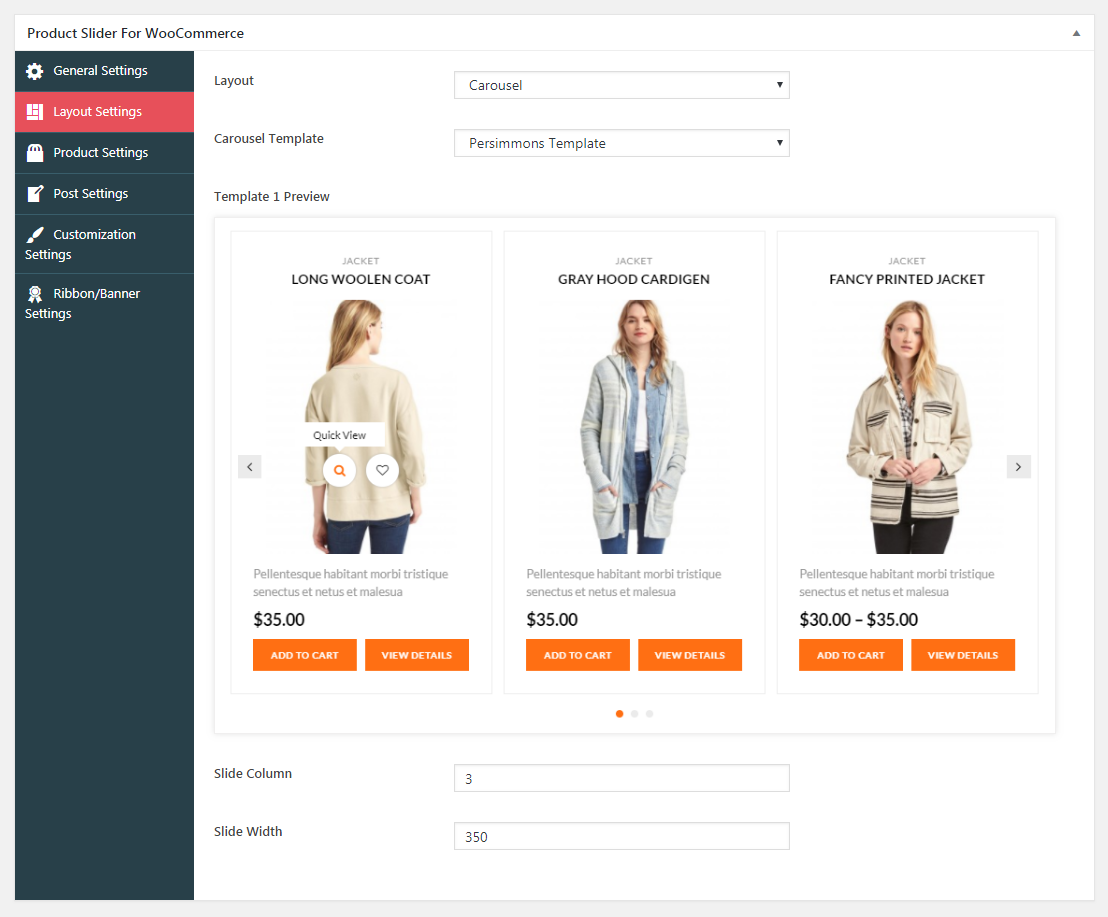 Product Slider For WooCommerce
General Settings
Layout Settings
Product Settings
Post Settings
Customization
Settings
Ribbon/Banner
Settings
Layout
Carousel
Carousel Template
Persimmons Template
Template 1 Preview
JACKET
LONG WOOLEN COAT
Quick View
Pellentesque habitant morbi tristique
senectus et netus et malesua
$35.00
ADD TO CART
VIEW DETAILS
JACKET
GRAY HOOD CARDIGEN
Pellentesque habitant morbi tristique
senectus et netus et malesua
$35.00
ADD TO CART
VIEW DETAILS
JACKET
FANCY PRINTED JACKET
Pellentesque habitant morbi tristique
senectus et netus et malesua
$30.00 – $35.00
ADD TO CART
VIEW DETAILS
Slide Column
3
Slide Width
350